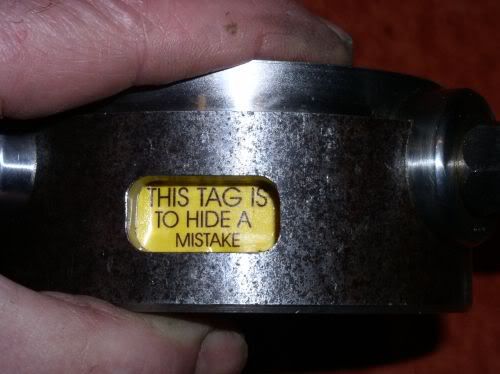 THIS TAG IS
TO HIDE A
MISTAKE